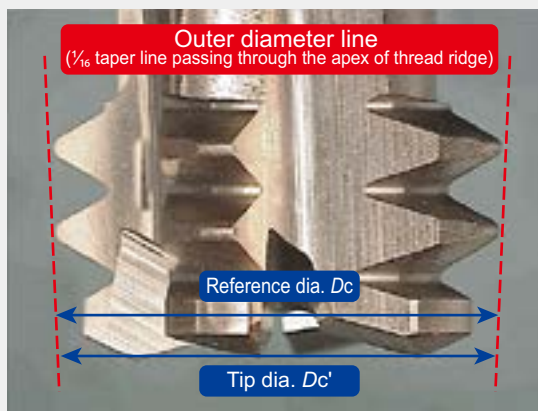 Outer diameter line
(1⁄16 taper line passing through the apex of thread ridge)
Reference dia. Dc
Tip dia. Dc'